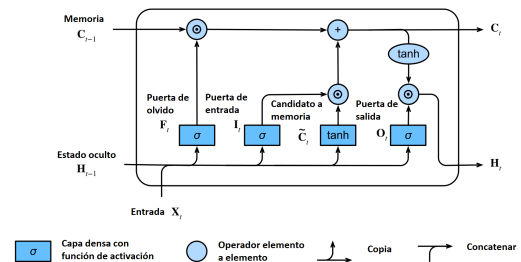 Memoria
C_{t-1}
C_t
+
tanh
Puerta de
olvido
F_t
Puerta de
entrada
I_t
Candidato a
memoria
C̃_t
Puerta de
salida
O_t
σ
σ
tanh
σ
Estado oculto
H_{t-1}
H_t
Entrada X_t
σ
Capa densa con
función de activación
Operador elemento
a elemento
Copia
Concatenar